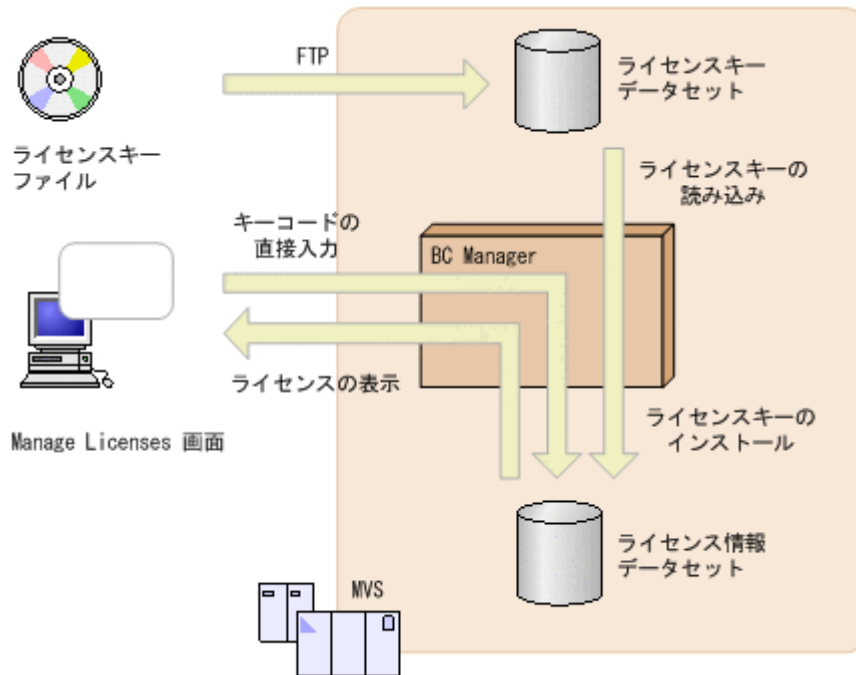 FTP
ライセンスキー
データセット
ライセンスキー
ファイル
ライセンスキーの
読み込み
キーコードの
直接入力
BC Manager
ライセンスの表示
Manage Licenses 画面
ライセンスキーの
インストール
ライセンス情報
データセット
MVS